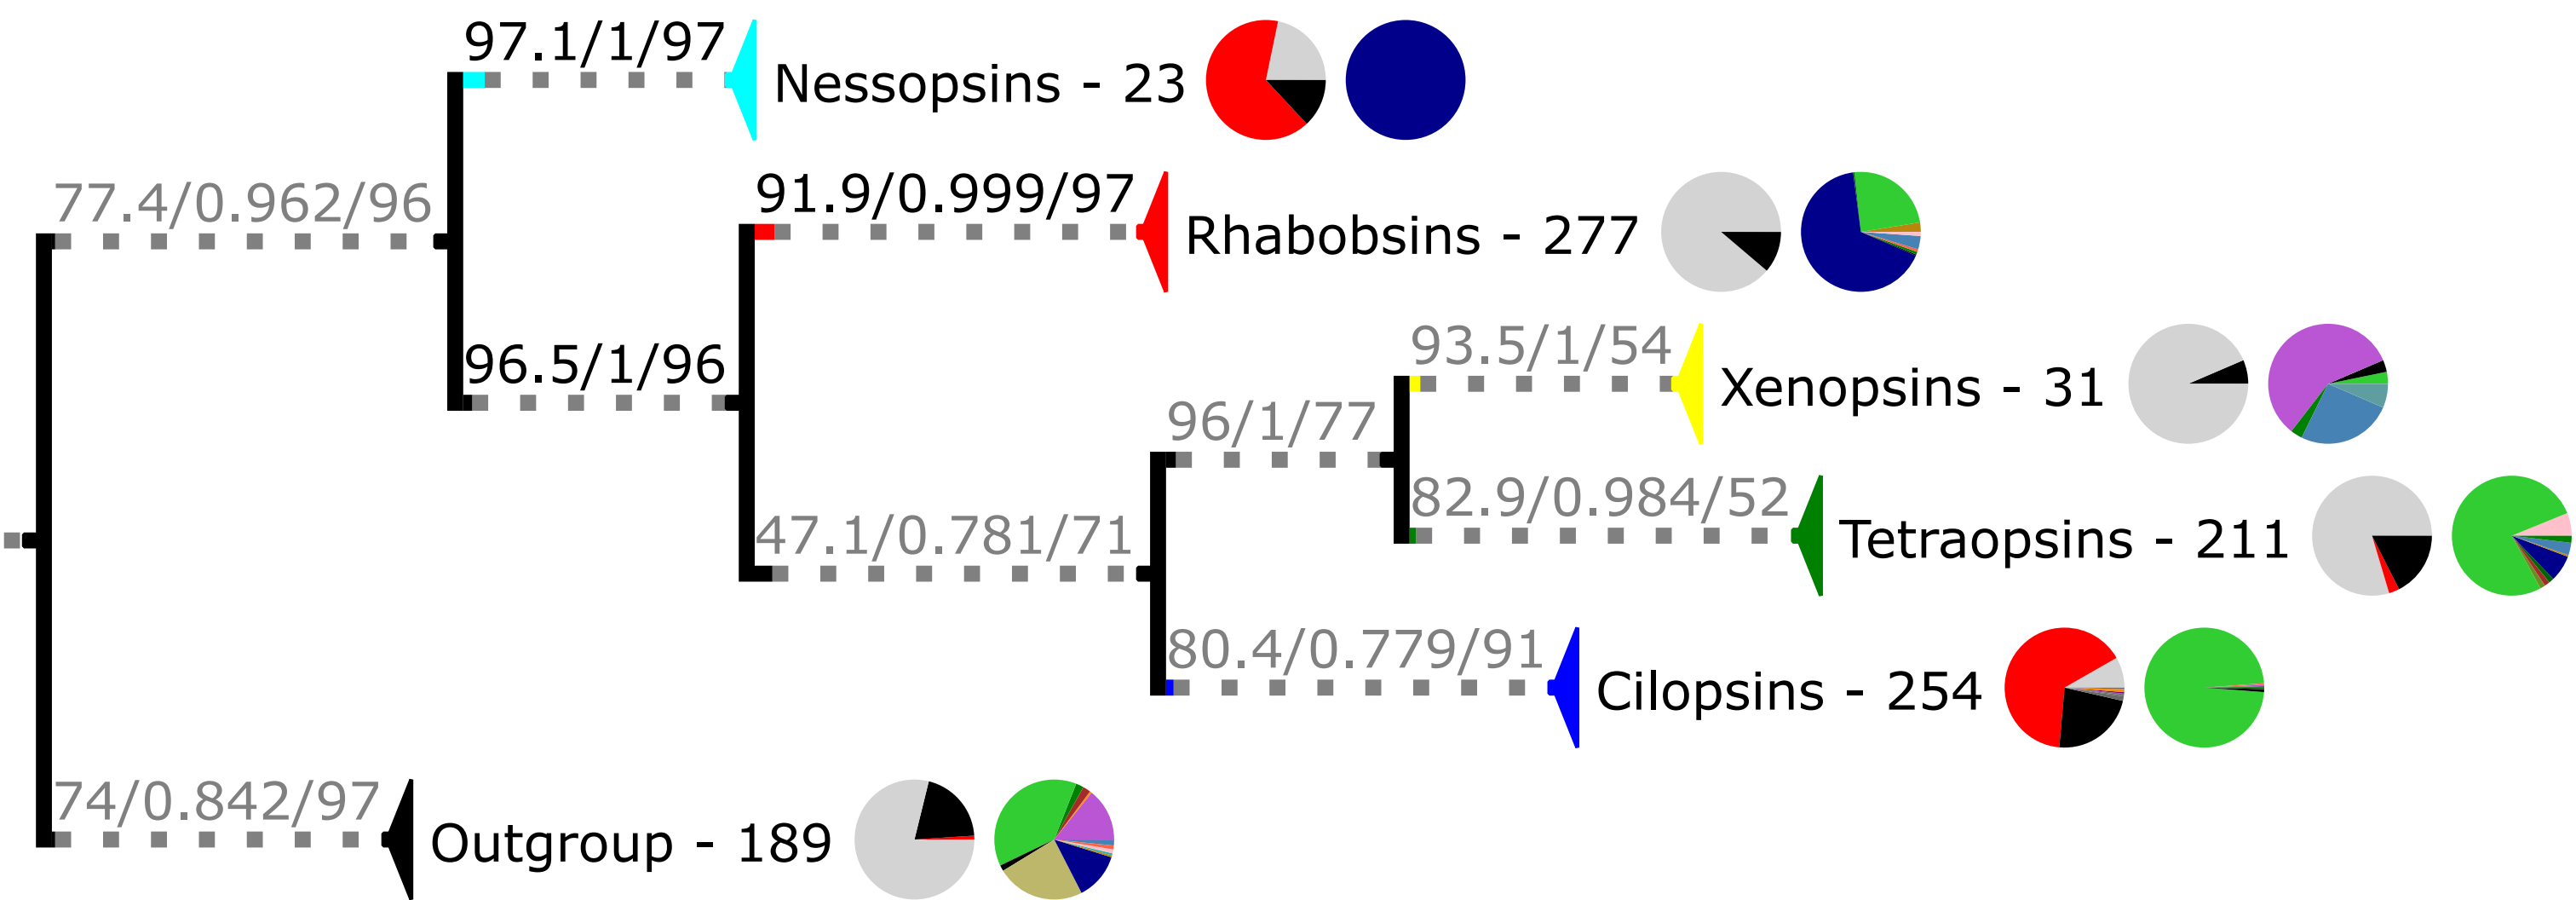 97.1/1/97
Nessopsins - 23
77.4/0.962/96
91.9/0.999/97
Rhabobsins - 277
96.5/1/96
93.5/1/54
Xenopsins - 31
96/1/77
82.9/0.984/52
Tetraopsins - 211
47.1/0.781/71
80.4/0.779/91
Cilopsins - 254
74/0.842/97
Outgroup - 189